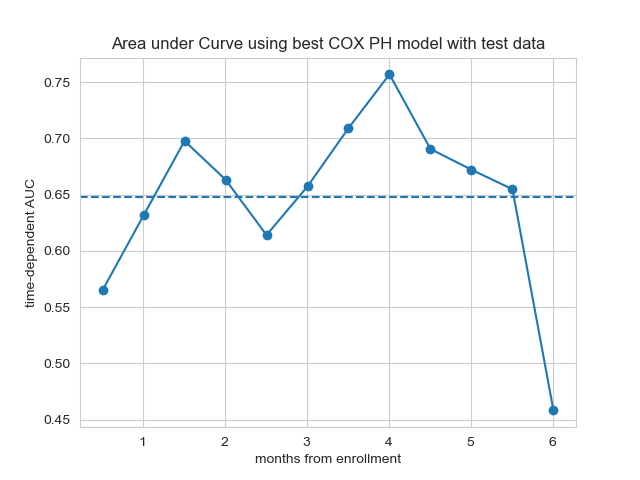 Area under Curve using best COX PH model with test data
time-dependent AUC
0.75
0.70
0.65
0.60
0.55
0.50
0.45
1 2 3 4 5 6
months from enrollment